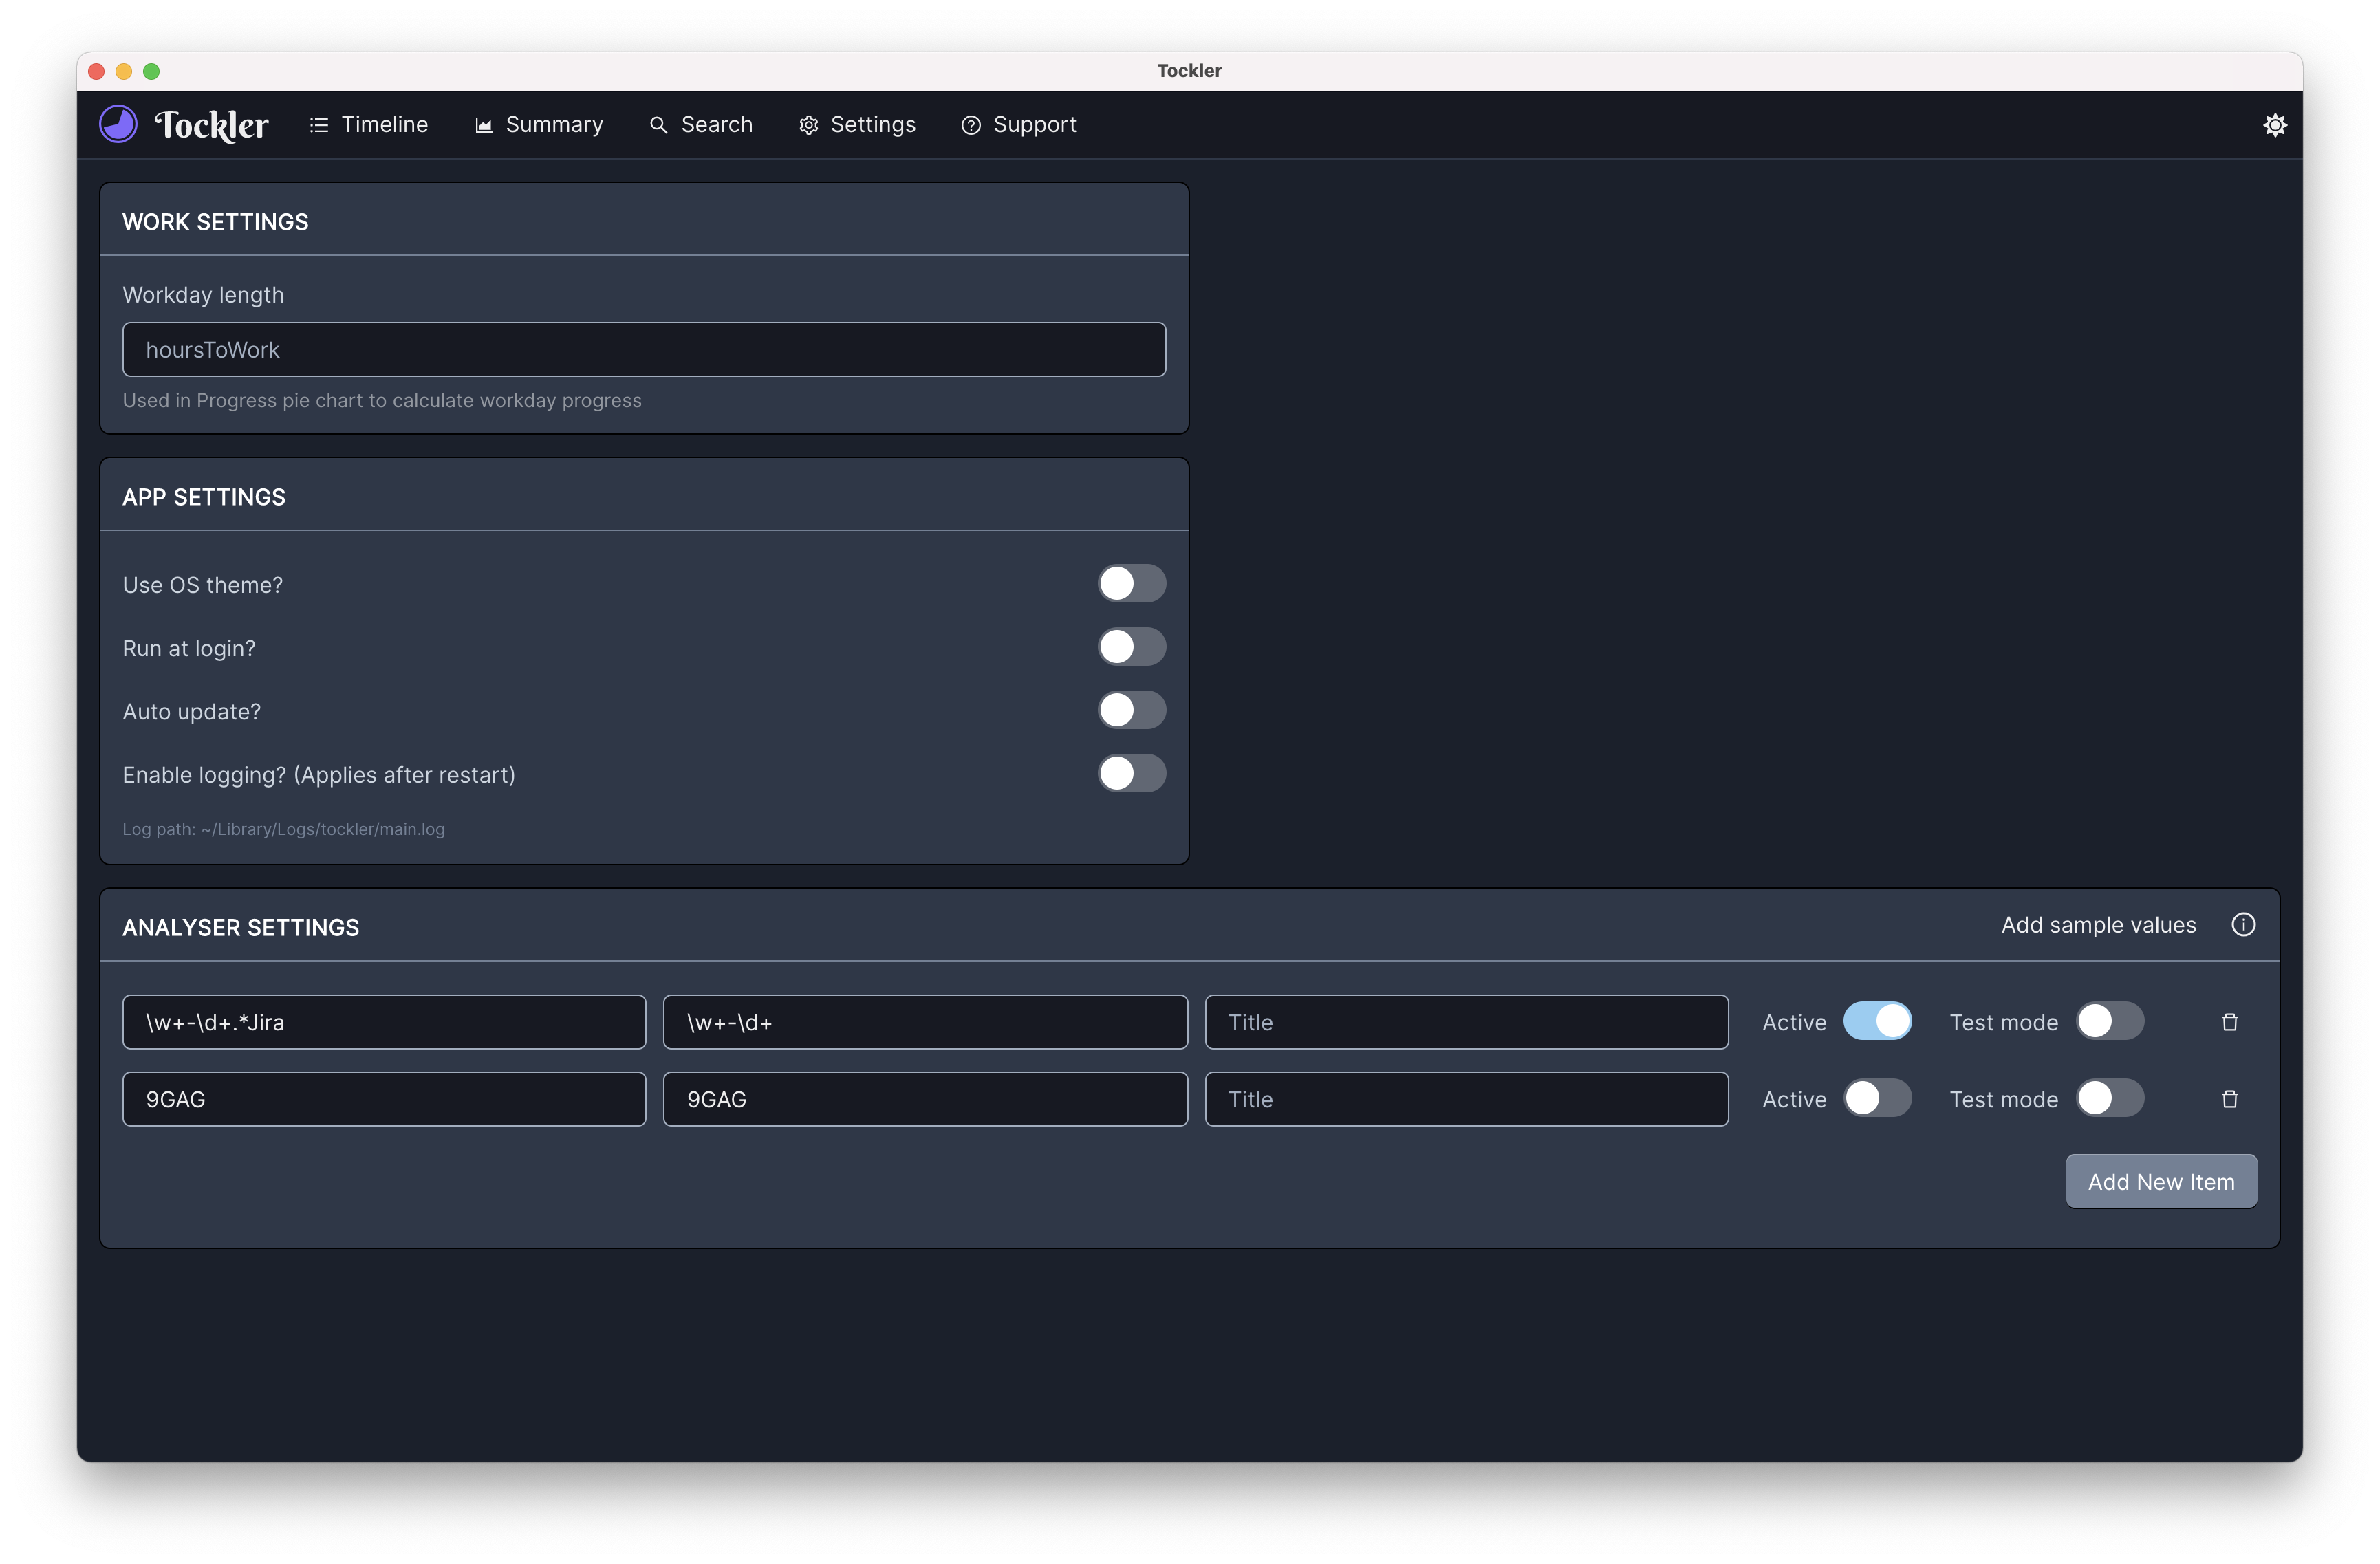 Tockler
Tockler Timeline Summary Search Settings Support
WORK SETTINGS
Workday length
hoursToWork
Used in Progress pie chart to calculate workday progress
APP SETTINGS
Use OS theme?
Run at login?
Auto update?
Enable logging? (Applies after restart)
Log path: ~/Library/Logs/tockler/main.log
ANALYSER SETTINGS Add sample values
\w+-\d+.*Jira \w+-\d+ Title Active Test mode
9GAG 9GAG Title Active Test mode
Add New Item